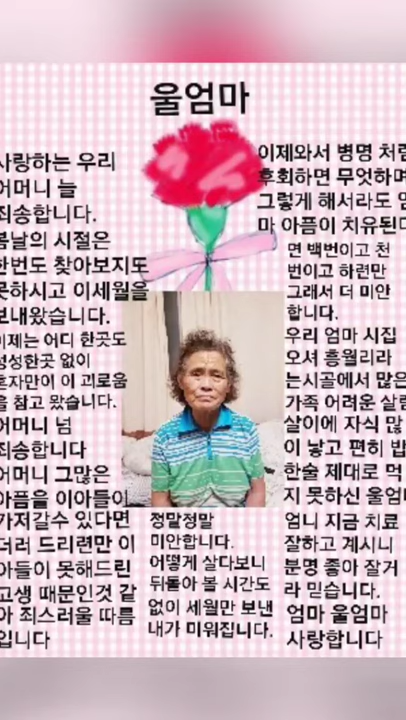 울엄마
사랑하는 우리
어머니 늘
죄송합니다.
봄날의 시절은
한번도 찾아보지도
못하시고 이세월을
보내왔습니다.
이제는 어디 한곳도
성성한곳 없이
혼자만이 이 괴로움
을 참고 왔습니다.
어머니 넘
죄송합니다
어머니 그많은
아픔을 이아들이
가저갈수 있다면
더러 드리련만 이
아들이 못해드린
고생 때문인것 같
아 죄스러울 따름
입니다
정말정말
미안합니다.
어떻게 살다보니
뒤돌아 볼 시간도
없이 세월만 보낸
내가 미워집니다.
이제와서 병명 처럼
후회하면 무엇하며
그렇게 해서라도
마 아픔이 치유된다
면 백번이고 천
번이고 하련만
그래서 더 미안
합니다.
우리 엄마 시집
오셔 흥월리라
는시골에서 많은
가족 어려운 살림
살이에 자식 많
이 낳고 편히 밥
한술 제대로 먹
지 못하신 울엄마
엄니 지금 치료
잘하고 계시니
분명 좋아 잘거
라 믿습니다.
엄마 울엄마
사랑합니다